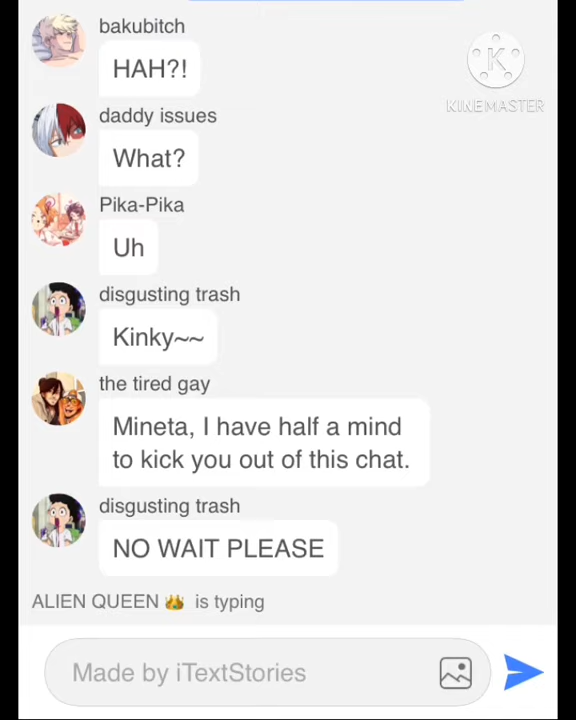 bakubitch
HAH?!
K
KINEMASTER
daddy issues
What?
Pika-Pika
Uh
disgusting trash
Kinky~~
the tired gay
Mineta, I have half a mind
to kick you out of this chat.
disgusting trash
NO WAIT PLEASE
ALIEN QUEEN 👑 is typing
Made by iTextStories